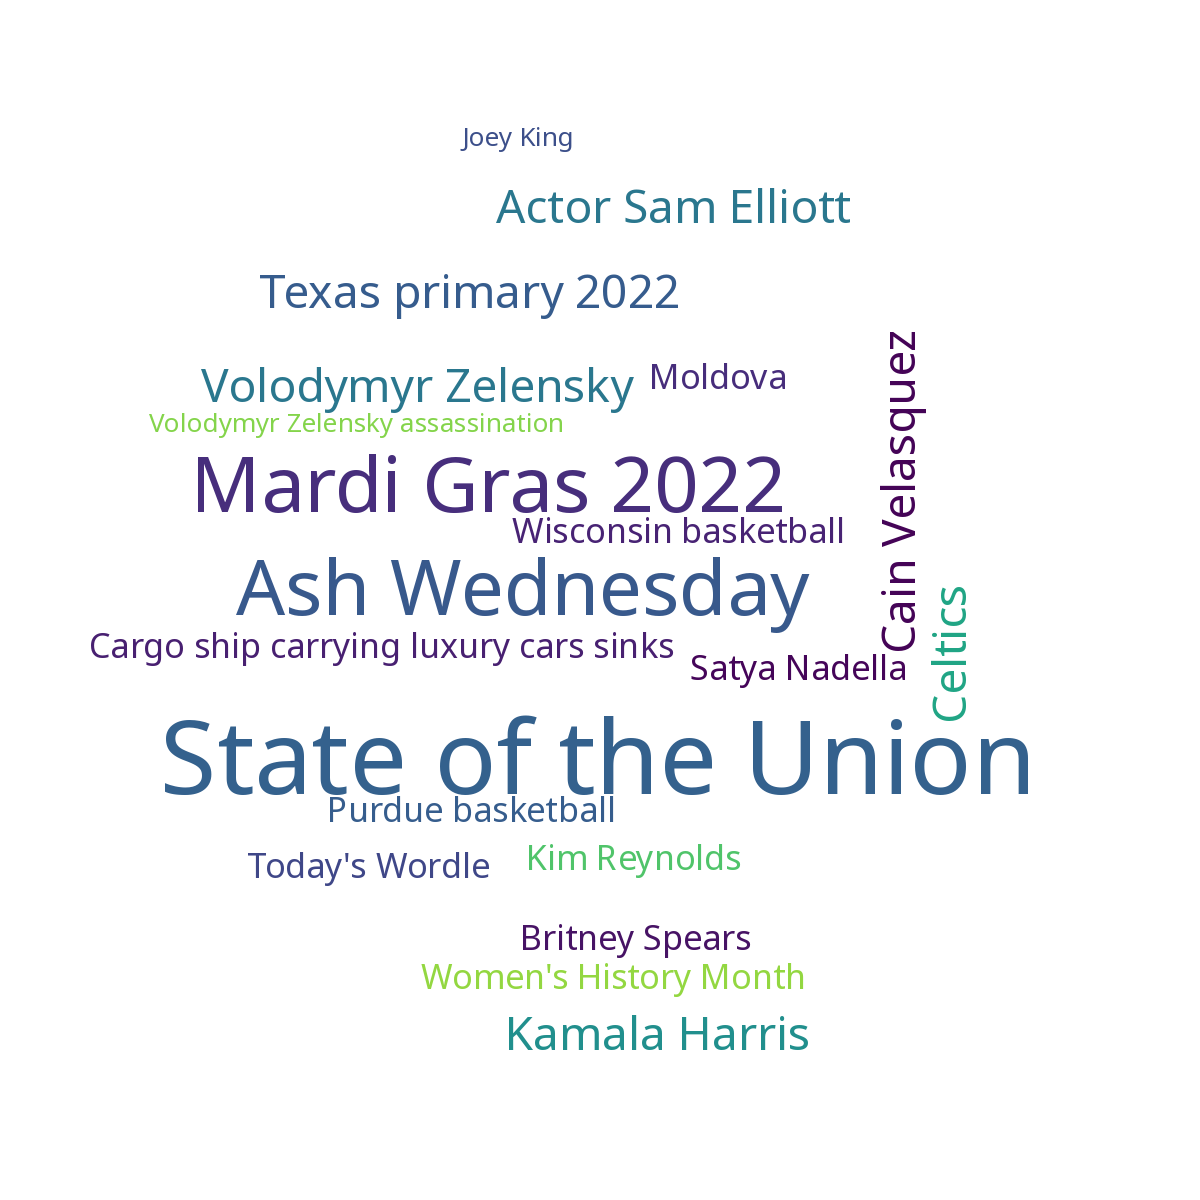 Joey King
Actor Sam Elliott
Texas primary 2022
Volodymyr Zelensky
Moldova
Volodymyr Zelensky assassination
Mardi Gras 2022
Cain Velasquez
Wisconsin basketball
Ash Wednesday
Celtics
Cargo ship carrying luxury cars sinks
Satya Nadella
State of the Union
Purdue basketball
Today's Wordle
Kim Reynolds
Britney Spears
Women's History Month
Kamala Harris